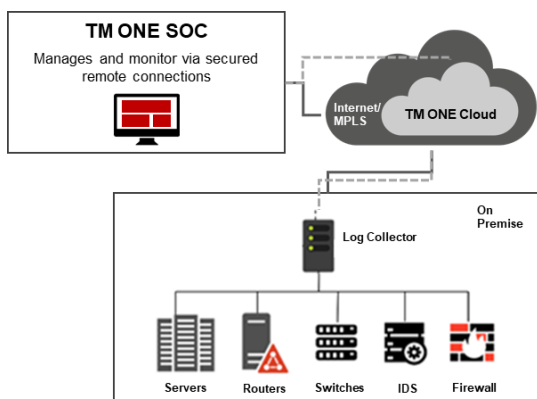 TM ONE SOC
Manages and monitor via secured
remote connections
Internet/
MPLS
TM ONE Cloud
On
Premise
Log Collector
Servers
Routers
Switches
IDS
Firewall